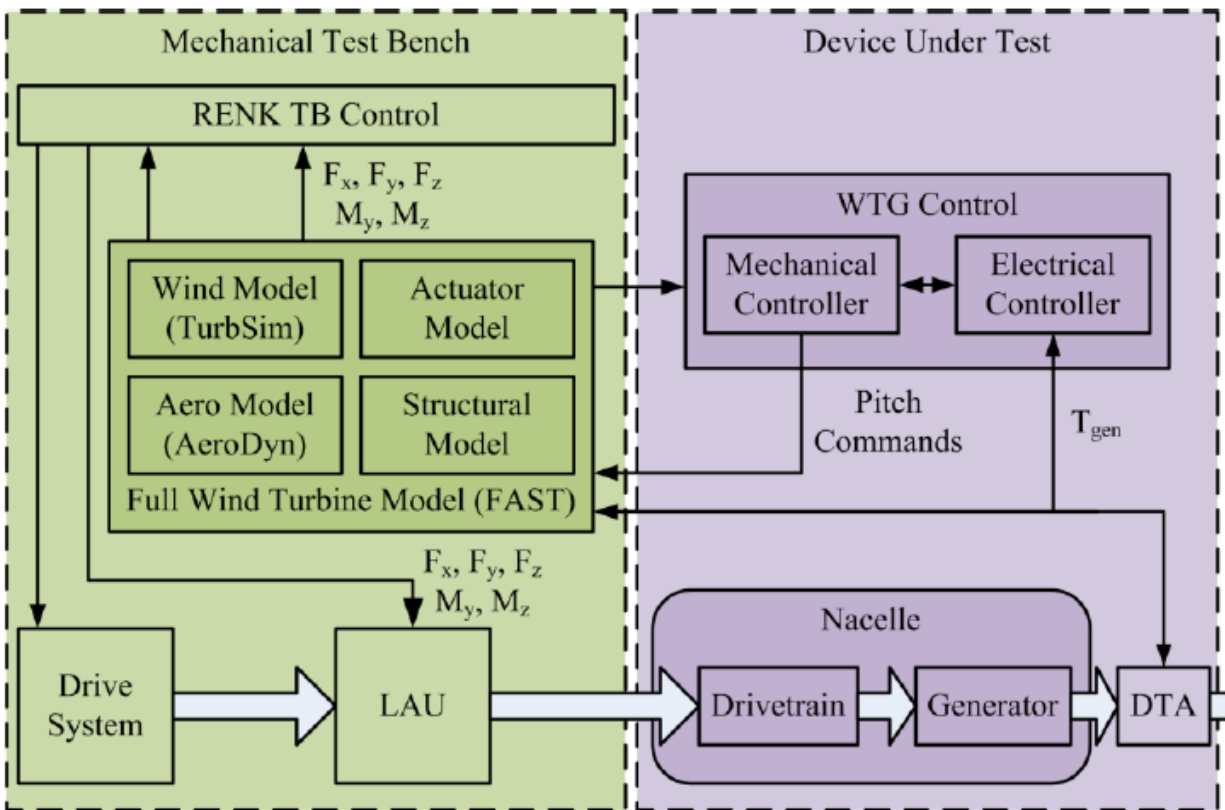 Mechanical Test Bench
Device Under Test
RENK TB Control
Fx, Fy, Fz
My, Mz
WTG Control
Wind Model
(TurbSim)
Actuator
Model
Mechanical
Controller
Electrical
Controller
Aero Model
(AeroDyn)
Structural
Model
Pitch
Commands
Tgen
Full Wind Turbine Model (FAST)
Fx, Fy, Fz
My, Mz
Nacelle
Drive
System
LAU
Drivetrain
Generator
DTA